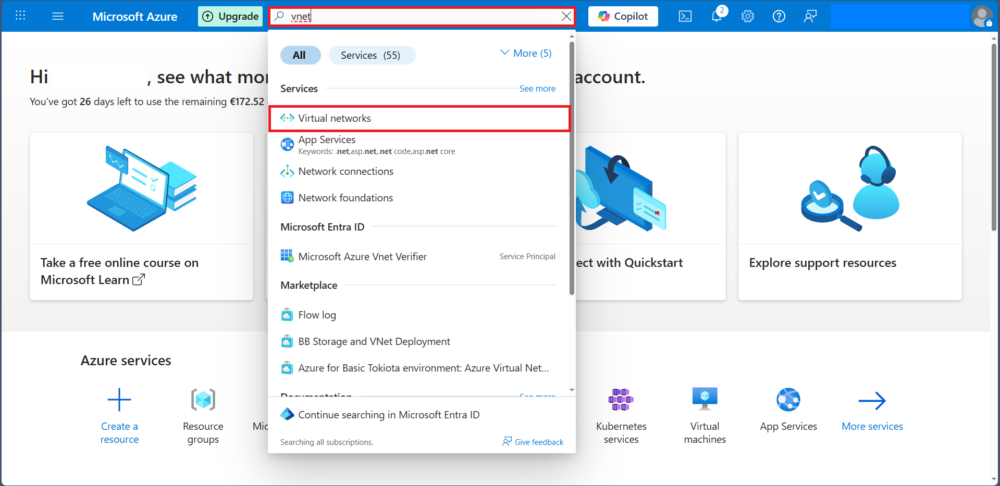 Microsoft Azure
Upgrade
vnet
Copilot
2
All
Services (55)
More (5)
Hi , see what mo
account.
You've got 26 days left to use the remaining €172.52
Services
See more
Virtual networks
App Services
Keywords: .net,asp.net,.net code,asp.net core
Network connections
Network foundations
Microsoft Entra ID
Microsoft Azure Vnet Verifier
Service Principal
Marketplace
Flow log
BB Storage and VNet Deployment
Azure for Basic Tokiota environment: Azure Virtual Net...
Documentation
See more
Continue searching in Microsoft Entra ID
Searching all subscriptions.
Give feedback
Take a free online course on
Microsoft Learn
ect with Quickstart
Explore support resources
Azure services
Create a
resource
Resource
groups
Mic
Kubernetes
services
Virtual
machines
App Services
More services